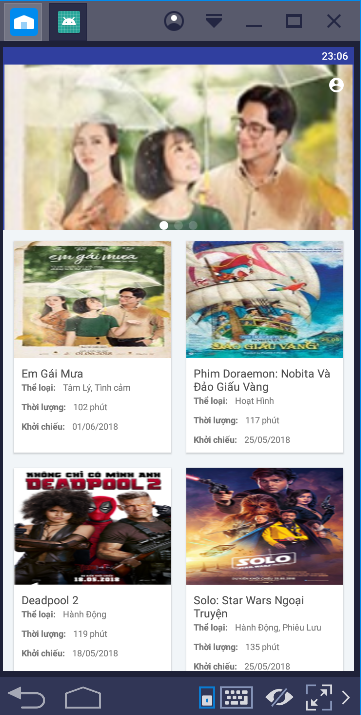 23:06
em gái mưa
01.06.2018
ĐẢO GIẤU VÀNG
Em Gái Mưa
Thể loại: Tâm Lý, Tình cảm
Thời lượng: 102 phút
Khởi chiếu: 01/06/2018
Phim Doraemon: Nobita Và
Đảo Giấu Vàng
Thể loại: Hoạt Hình
Thời lượng: 117 phút
Khởi chiếu: 25/05/2018
KHÔNG CHỈ CÓ MÌNH ANH
DEADPOOL 2
18.05.2018
SOLO
Deadpool 2
Thể loại: Hành Động
Thời lượng: 119 phút
Khởi chiếu: 18/05/2018
Solo: Star Wars Ngoại
Truyện
Thể loại: Hành Động, Phiêu Lưu
Thời lượng: 135 phút
Khởi chiếu: 25/05/2018